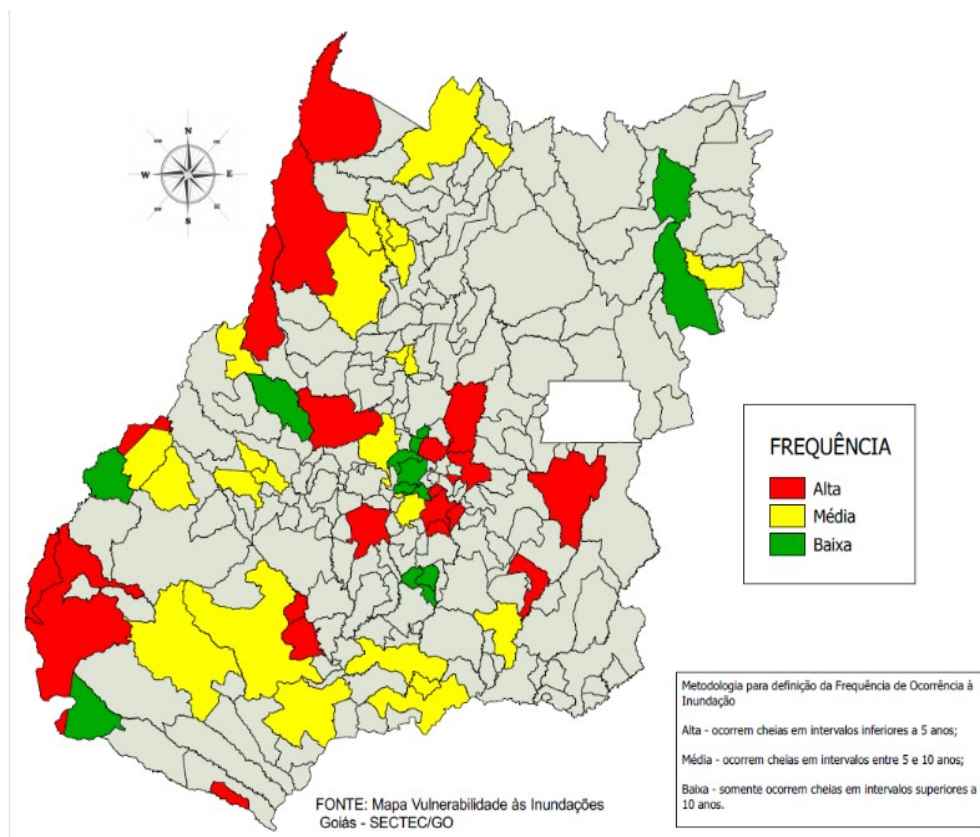 N
W
E
S
FREQUÊNCIA
Alta
Média
Baixa
Metodologia para definição da Frequência de Ocorrência à
Inundação
Alta - ocorrem cheias em intervalos inferiores a 5 anos;
Média - ocorrem cheias em intervalos entre 5 e 10 anos;
Baixa - somente ocorrem cheias em intervalos superiores a
10 anos.
FONTE: Mapa Vulnerabilidade às Inundações
Goiás - SECTEC/GO